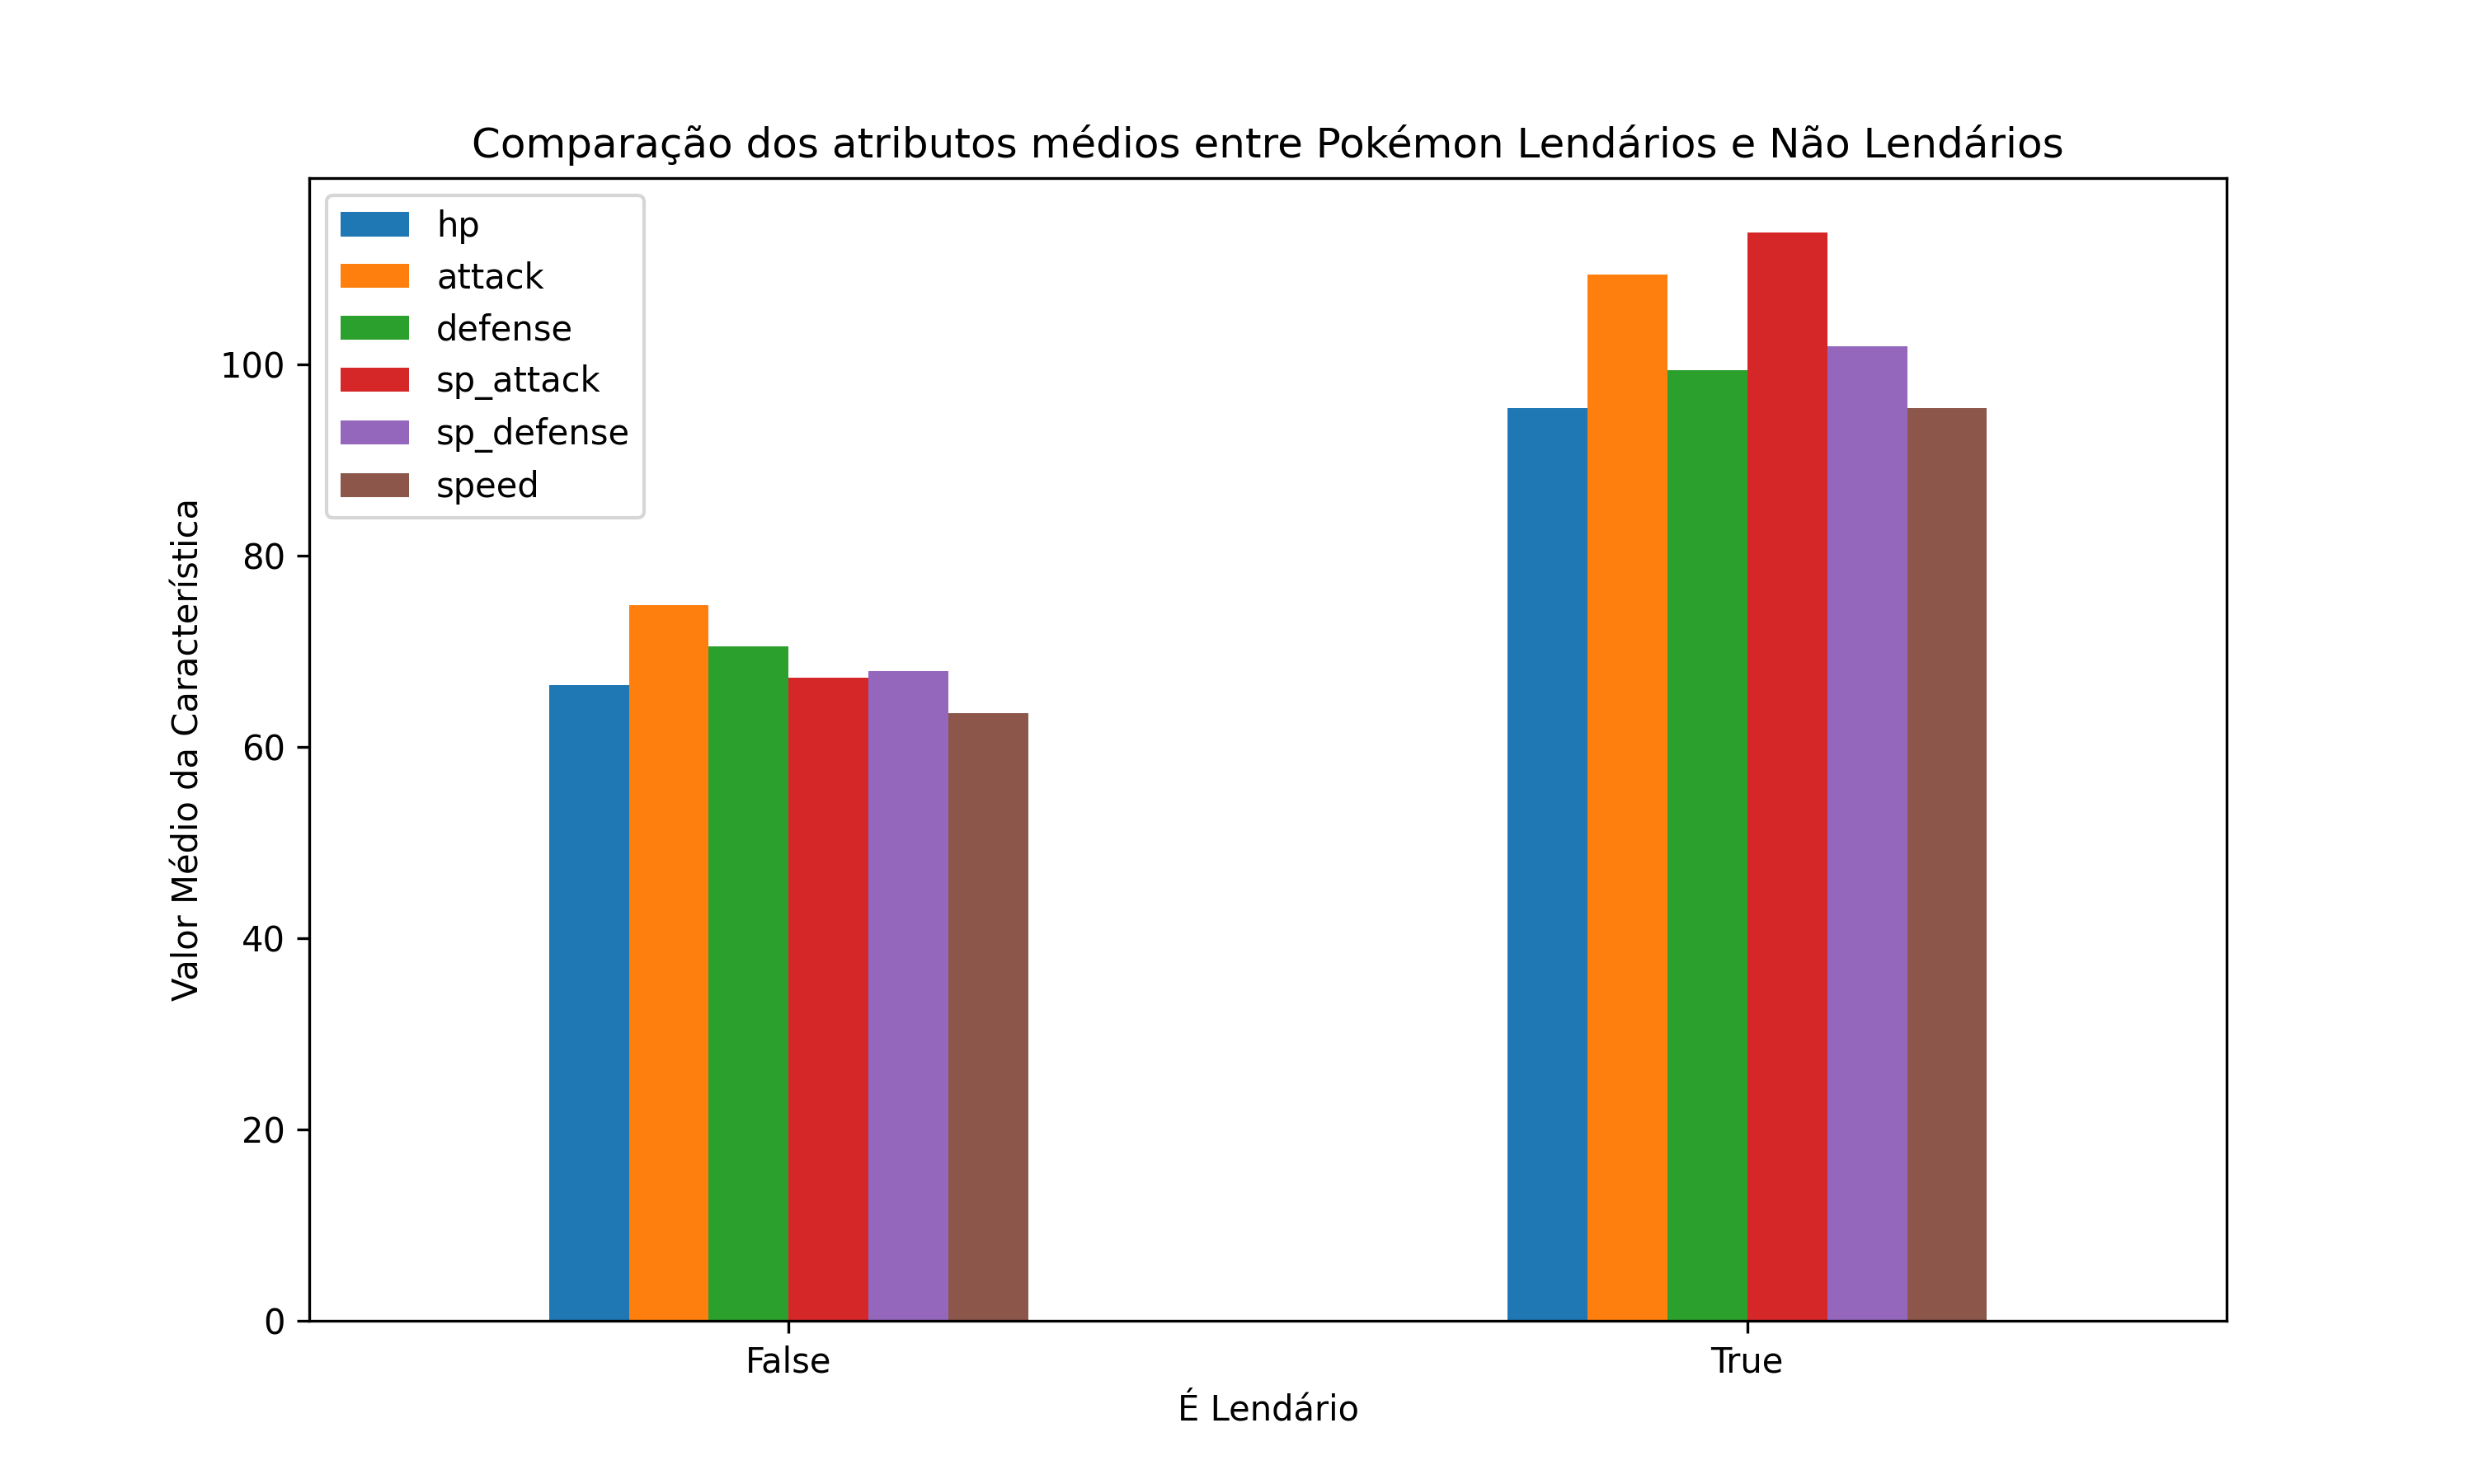 Comparação dos atributos médios entre Pokémon Lendários e Não Lendários
hp
attack
defense
sp_attack
sp_defense
speed
Valor Médio da Característica
100
80
60
40
20
0
False
True
É Lendário